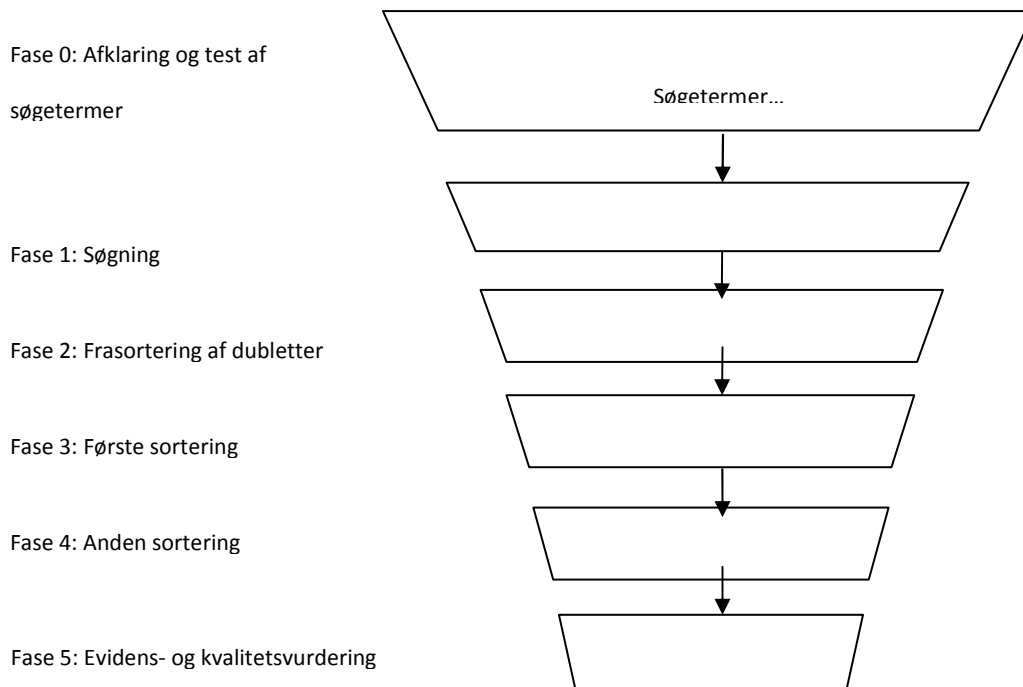 Fase 0: Afklaring og test af
søgetermer
Søgetermer...
Fase 1: Søgning
Fase 2: Frasortering af dubletter
Fase 3: Første sortering
Fase 4: Anden sortering
Fase 5: Evidens- og kvalitetsvurdering